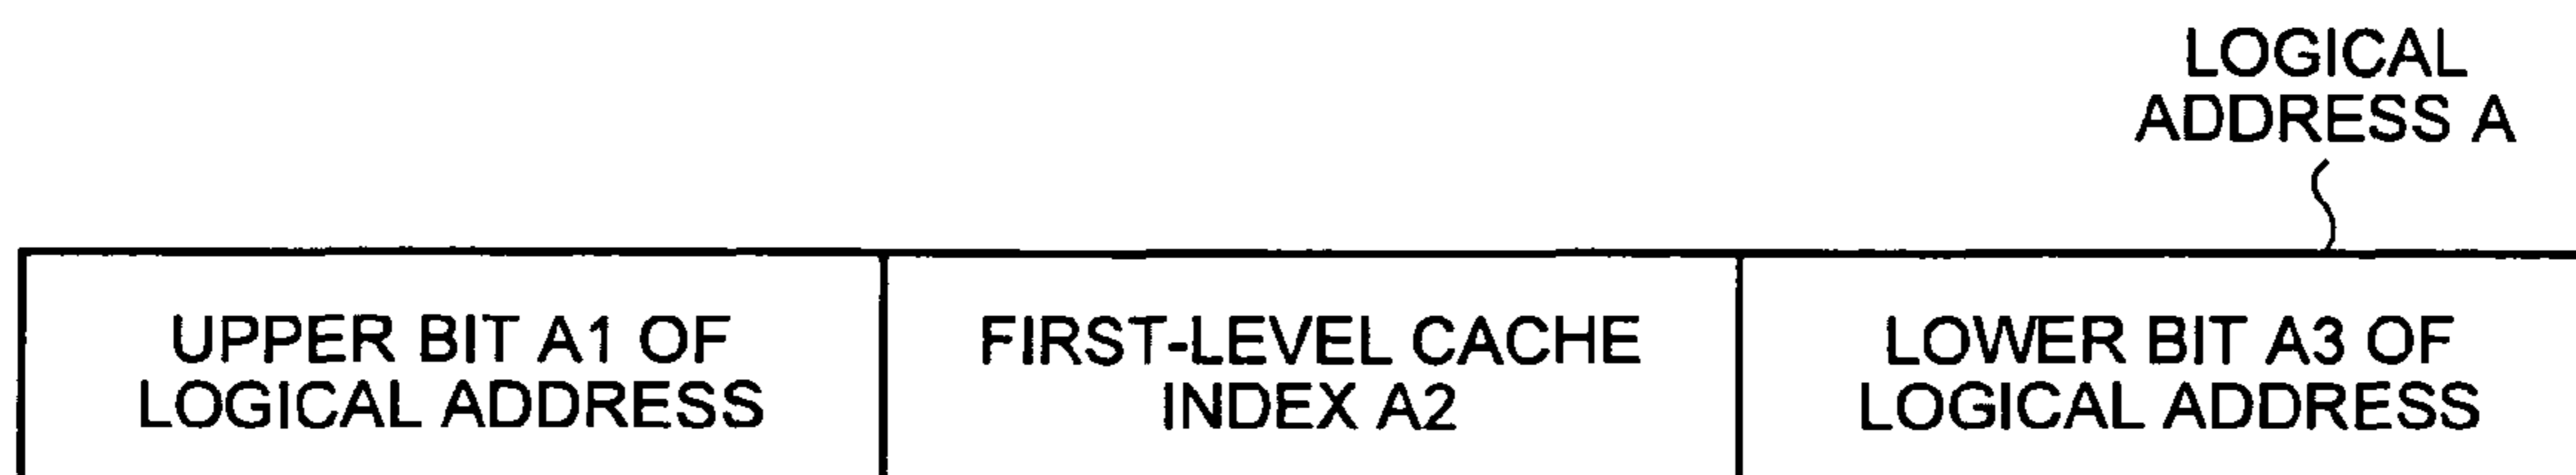 LOGICAL
ADDRESS A
UPPER BIT A1 OF
LOGICAL ADDRESS
FIRST-LEVEL CACHE
INDEX A2
LOWER BIT A3 OF
LOGICAL ADDRESS